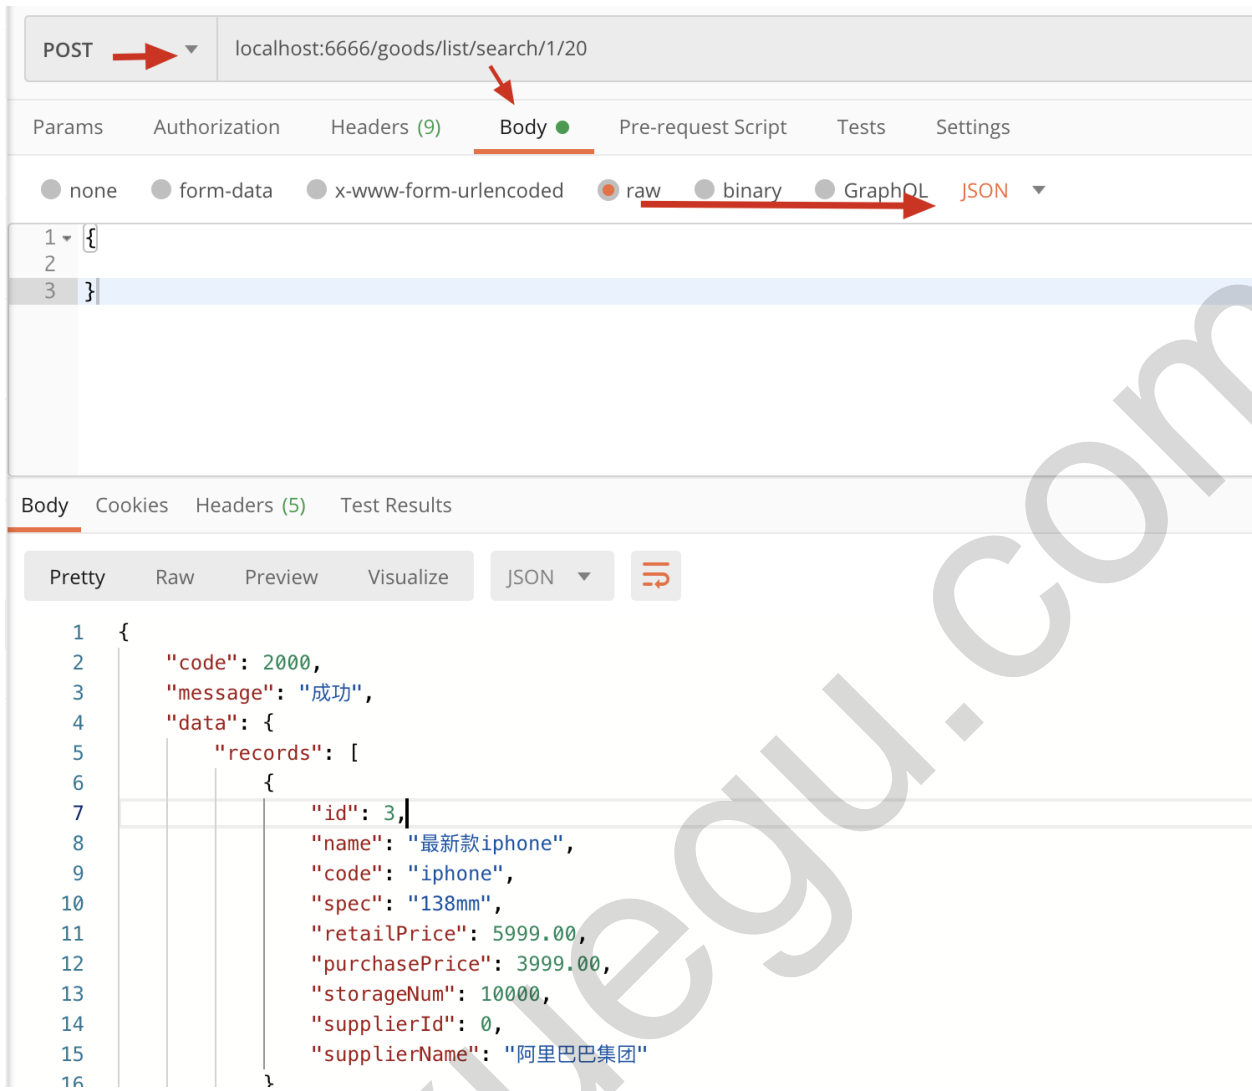 POST localhost:6666/goods/list/search/1/20
Params Authorization Headers (9) Body Pre-request Script Tests Settings
none form-data x-www-form-urlencoded raw binary GraphQL JSON
1 {
2
3 }
Body Cookies Headers (5) Test Results
Pretty Raw Preview Visualize JSON
1 {
2 "code": 2000,
3 "message": "成功",
4 "data": {
5 "records": [
6 {
7 "id": 3,
8 "name": "最新款iphone",
9 "code": "iphone",
10 "spec": "138mm",
11 "retailPrice": 5999.00,
12 "purchasePrice": 3999.00,
13 "storageNum": 10000,
14 "supplierId": 0,
15 "supplierName": "阿里巴巴集团"
16 }
uegu.com